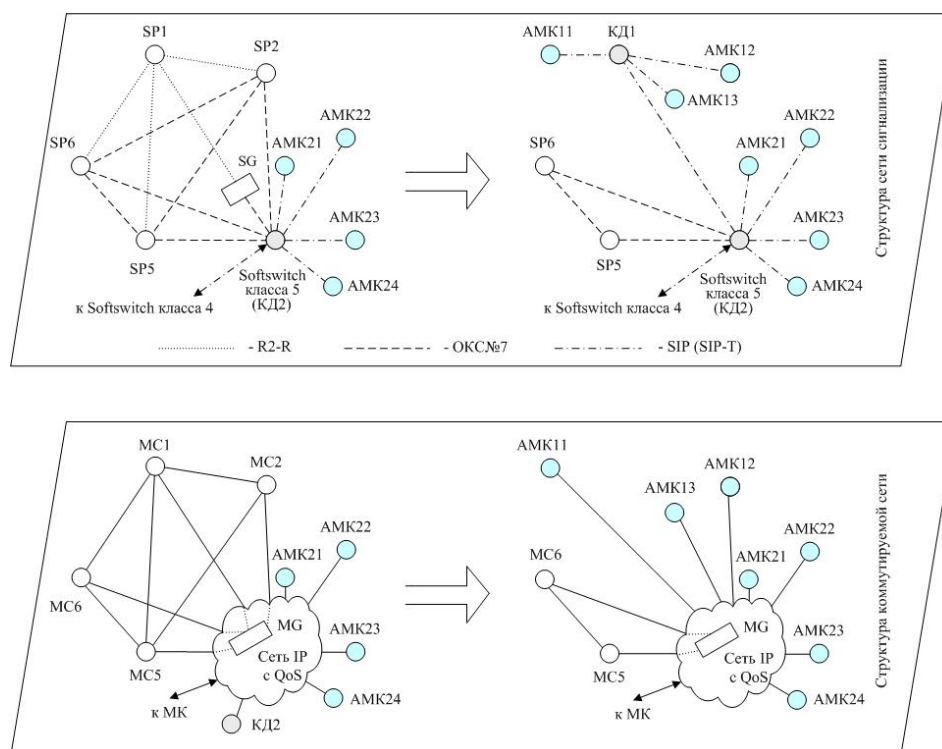 SP1
SP2
SP6
SG
АМК21
АМК22
АМК23
SP5
Softswitch
класса 5
(КД2)
АМК24
к Softswitch класса 4
АМК11
КД1
АМК12
АМК13
SP6
АМК21
АМК22
АМК23
SP5
Softswitch
класса 5
(КД2)
АМК24
к Softswitch класса 4
Структура сети сигнализации
- R2-R
- ОКС№7
- SIP (SIP-T)
МС1
МС2
АМК22
АМК21
МС6
MG
АМК23
Сеть IP
с QoS
МС5
АМК24
к МК
КД2
АМК11
АМК12
АМК13
АМК22
МС6
АМК21
MG
АМК23
Сеть IP
с QoS
МС5
АМК24
к МК
Структура коммутируемой сети